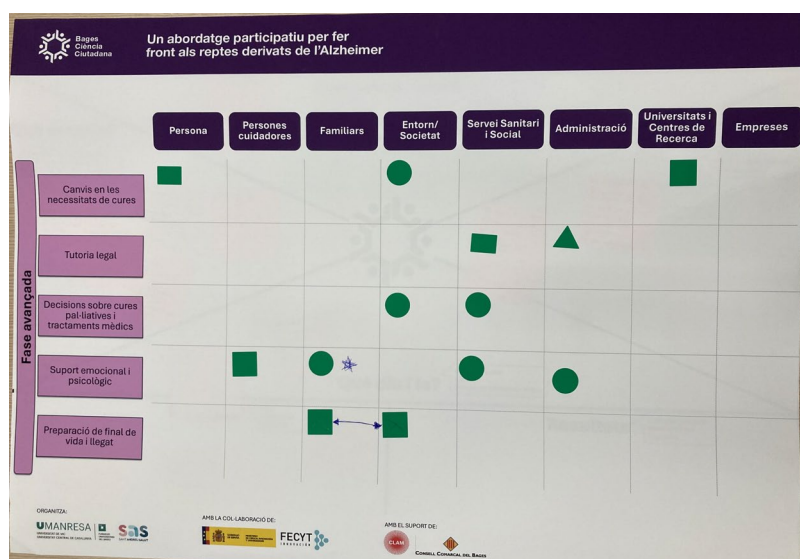 Bages
Ciència
Ciutadana
Un abordatge participatiu per fer
front als reptes derivats de l'Alzheimer
Persona
Persones
cuidadores
Familiars
Entorn/
Societat
Servei Sanitari
i Social
Administració
Universitats i
Centres de
Recerca
Empreses
Fase avançada
Canvis en les
necessitats de cures
Tutoria legal
Decisions sobre cures
pal·liatives i
tractaments mèdics
Suport emocional i
psicològic
Preparació de final de
vida i llegat
ORGANITZA:
UMANRESA
sas
AMB LA COL·LABORACIÓ DE:
FECYT
INNOVACIÓN
AMB EL SUPORT DE:
CLAM
CONSELL COMARCAL DEL BAGES